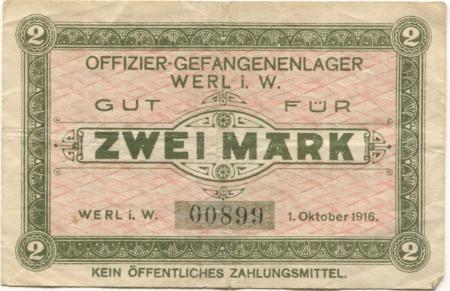 2 2
OFFIZIER-GEFANGENENLAGER
WERL i. W.
GUT FÜR
ZWEI MARK
WERL i. W. 00899 1. Oktober 1916.
2 2
KEIN ÖFFENTLICHES ZAHLUNGSMITTEL.